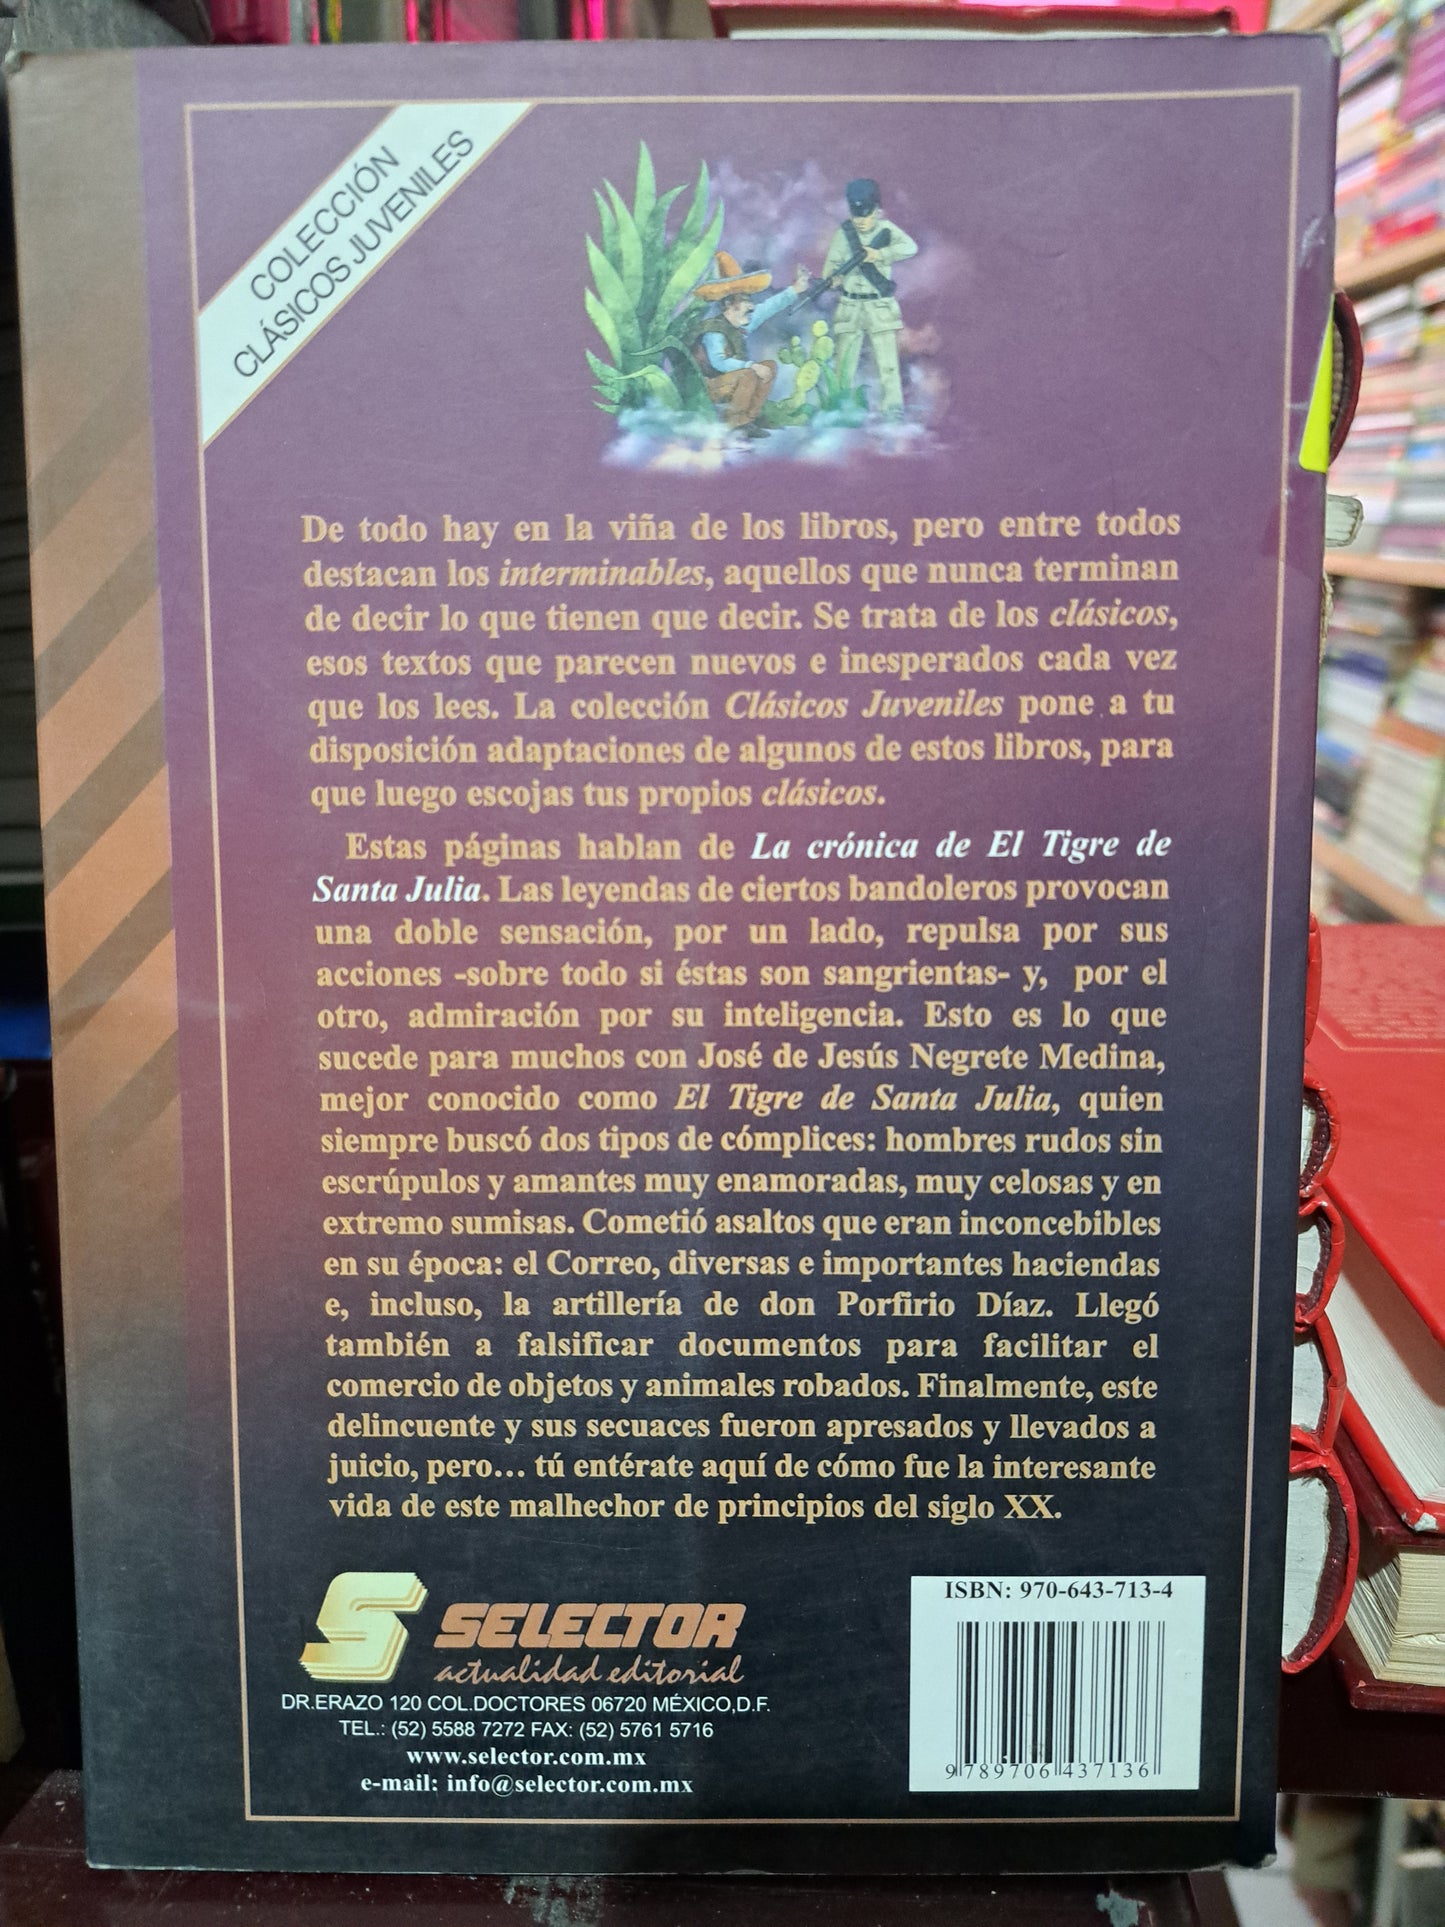 COLECCIÓN
CLÁSICOS JUVENILES
De todo hay en la viña de los libros, pero entre todos
destacan los interminables, aquellos que nunca terminan
de decir lo que tienen que decir. Se trata de los clásicos,
esos textos que parecen nuevos e inesperados cada vez
que los lees. La colección Clásicos Juveniles pone a tu
disposición adaptaciones de algunos de estos libros, para
que luego escojas tus propios clásicos.
Estas páginas hablan de La crónica de El Tigre de
Santa Julia. Las leyendas de ciertos bandoleros provocan
una doble sensación, por un lado, repulsa por sus
acciones -sobre todo si éstas son sangrientas- y, por el
otro, admiración por su inteligencia. Esto es lo que
sucede para muchos con José de Jesús Negrete Medina,
mejor conocido como El Tigre de Santa Julia, quien
siempre buscó dos tipos de cómplices: hombres rudos sin
escrúpulos y amantes muy enamoradas, muy celosas y en
extremo sumisas. Cometió asaltos que eran inconcebibles
en su época: el Correo, diversas e importantes haciendas
e, incluso, la artillería de don Porfirio Díaz. Llegó
también a falsificar documentos para facilitar el
comercio de objetos y animales robados. Finalmente, este
delincuente y sus secuaces fueron apresados y llevados a
juicio, pero... tú entérate aquí de cómo fue la interesante
vida de este malhechor de principios del siglo XX.
S SELECTOR
actualidad editorial
DR.ERAZO 120 COL.DOCTORES 06720 MÉXICO,D.F.
TEL.: (52) 5588 7272 FAX: (52) 5761 5716
www.selector.com.mx
e-mail: info@selector.com.mx
ISBN: 970-643-713-4
9 789706 437136